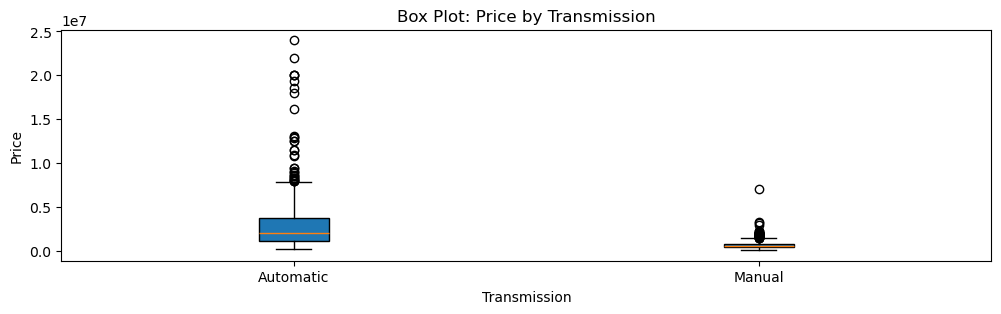 Box Plot: Price by Transmission
1e7
2.5
2.0
1.5
1.0
0.5
0.0
Price
Automatic
Manual
Transmission